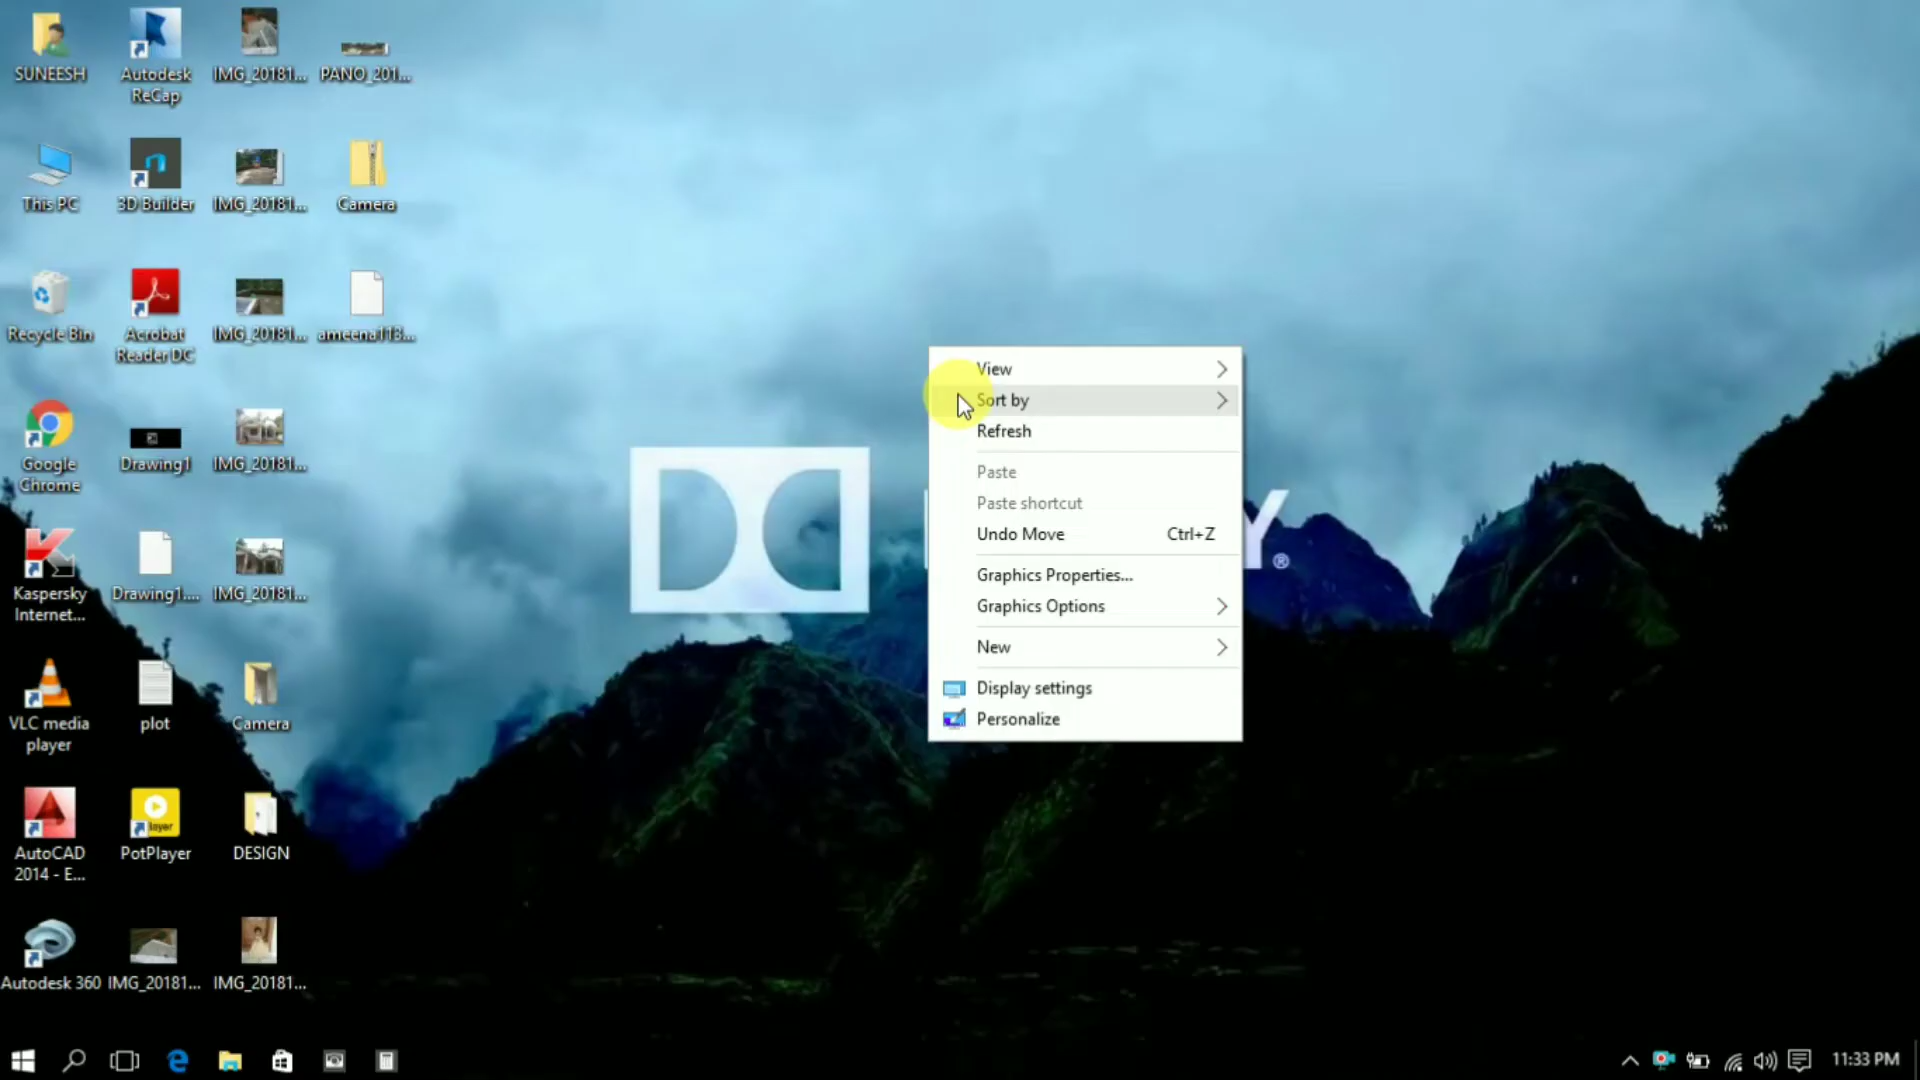 SUNEESH
Autodesk
ReCap
IMG_20181...
PANO_201...
This PC
3D Builder
IMG_20181...
Camera
Recycle Bin
Acrobat
Reader DC
IMG_20181...
ameena113...
Google
Chrome
Drawing1
IMG_20181...
Kaspersky
Internet...
Drawing1....
IMG_20181...
VLC media
player
plot
Camera
AutoCAD
2014 - E...
PotPlayer
DESIGN
Autodesk 360
IMG_20181...
IMG_20181...
View
Sort by
Refresh
Paste
Paste shortcut
Undo Move Ctrl+Z
Graphics Properties...
Graphics Options
New
Display settings
Personalize
Y®
11:33 PM